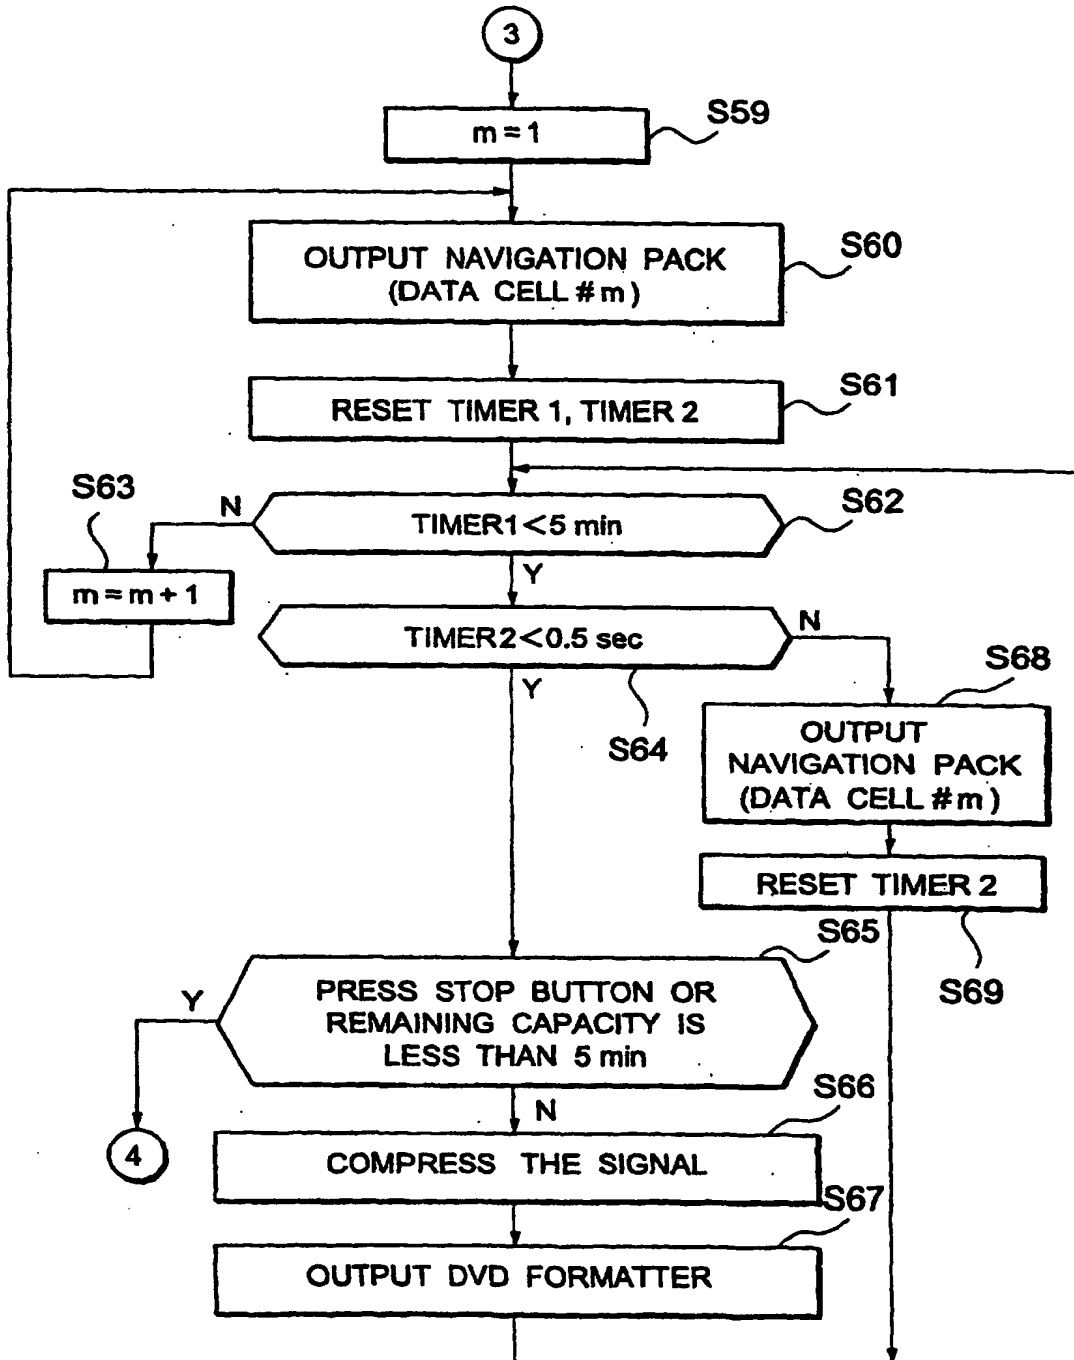 3
m = 1
S59
OUTPUT NAVIGATION PACK
(DATA CELL # m )
S60
RESET TIMER 1, TIMER 2
S61
S63
N
TIMER1<5 min
S62
m = m + 1
Y
TIMER2<0.5 sec
N
Y
S64
S68
OUTPUT
NAVIGATION PACK
(DATA CELL #m )
RESET TIMER 2
S69
S65
Y
PRESS STOP BUTTON OR
REMAINING CAPACITY IS
LESS THAN 5 min
4
N
S66
COMPRESS THE SIGNAL
S67
OUTPUT DVD FORMATTER